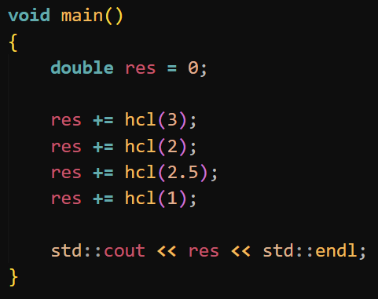 void main()
{
    double res = 0;

    res += hcl(3);
    res += hcl(2);
    res += hcl(2.5);
    res += hcl(1);

    std::cout << res << std::endl;
}